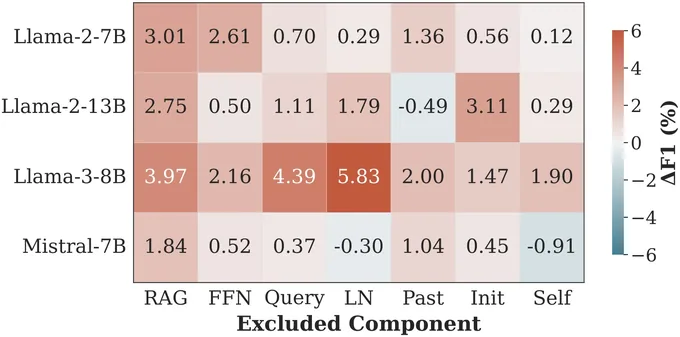 Llama-2-7B 3.01 2.61 0.70 0.29 1.36 0.56 0.12
Llama-2-13B 2.75 0.50 1.11 1.79 -0.49 3.11 0.29
Llama-3-8B 3.97 2.16 4.39 5.83 2.00 1.47 1.90
Mistral-7B 1.84 0.52 0.37 -0.30 1.04 0.45 -0.91
RAG FFN Query LN Past Init Self
Excluded Component
6
4
2
0
−2
−4
−6
ΔF1 (%)